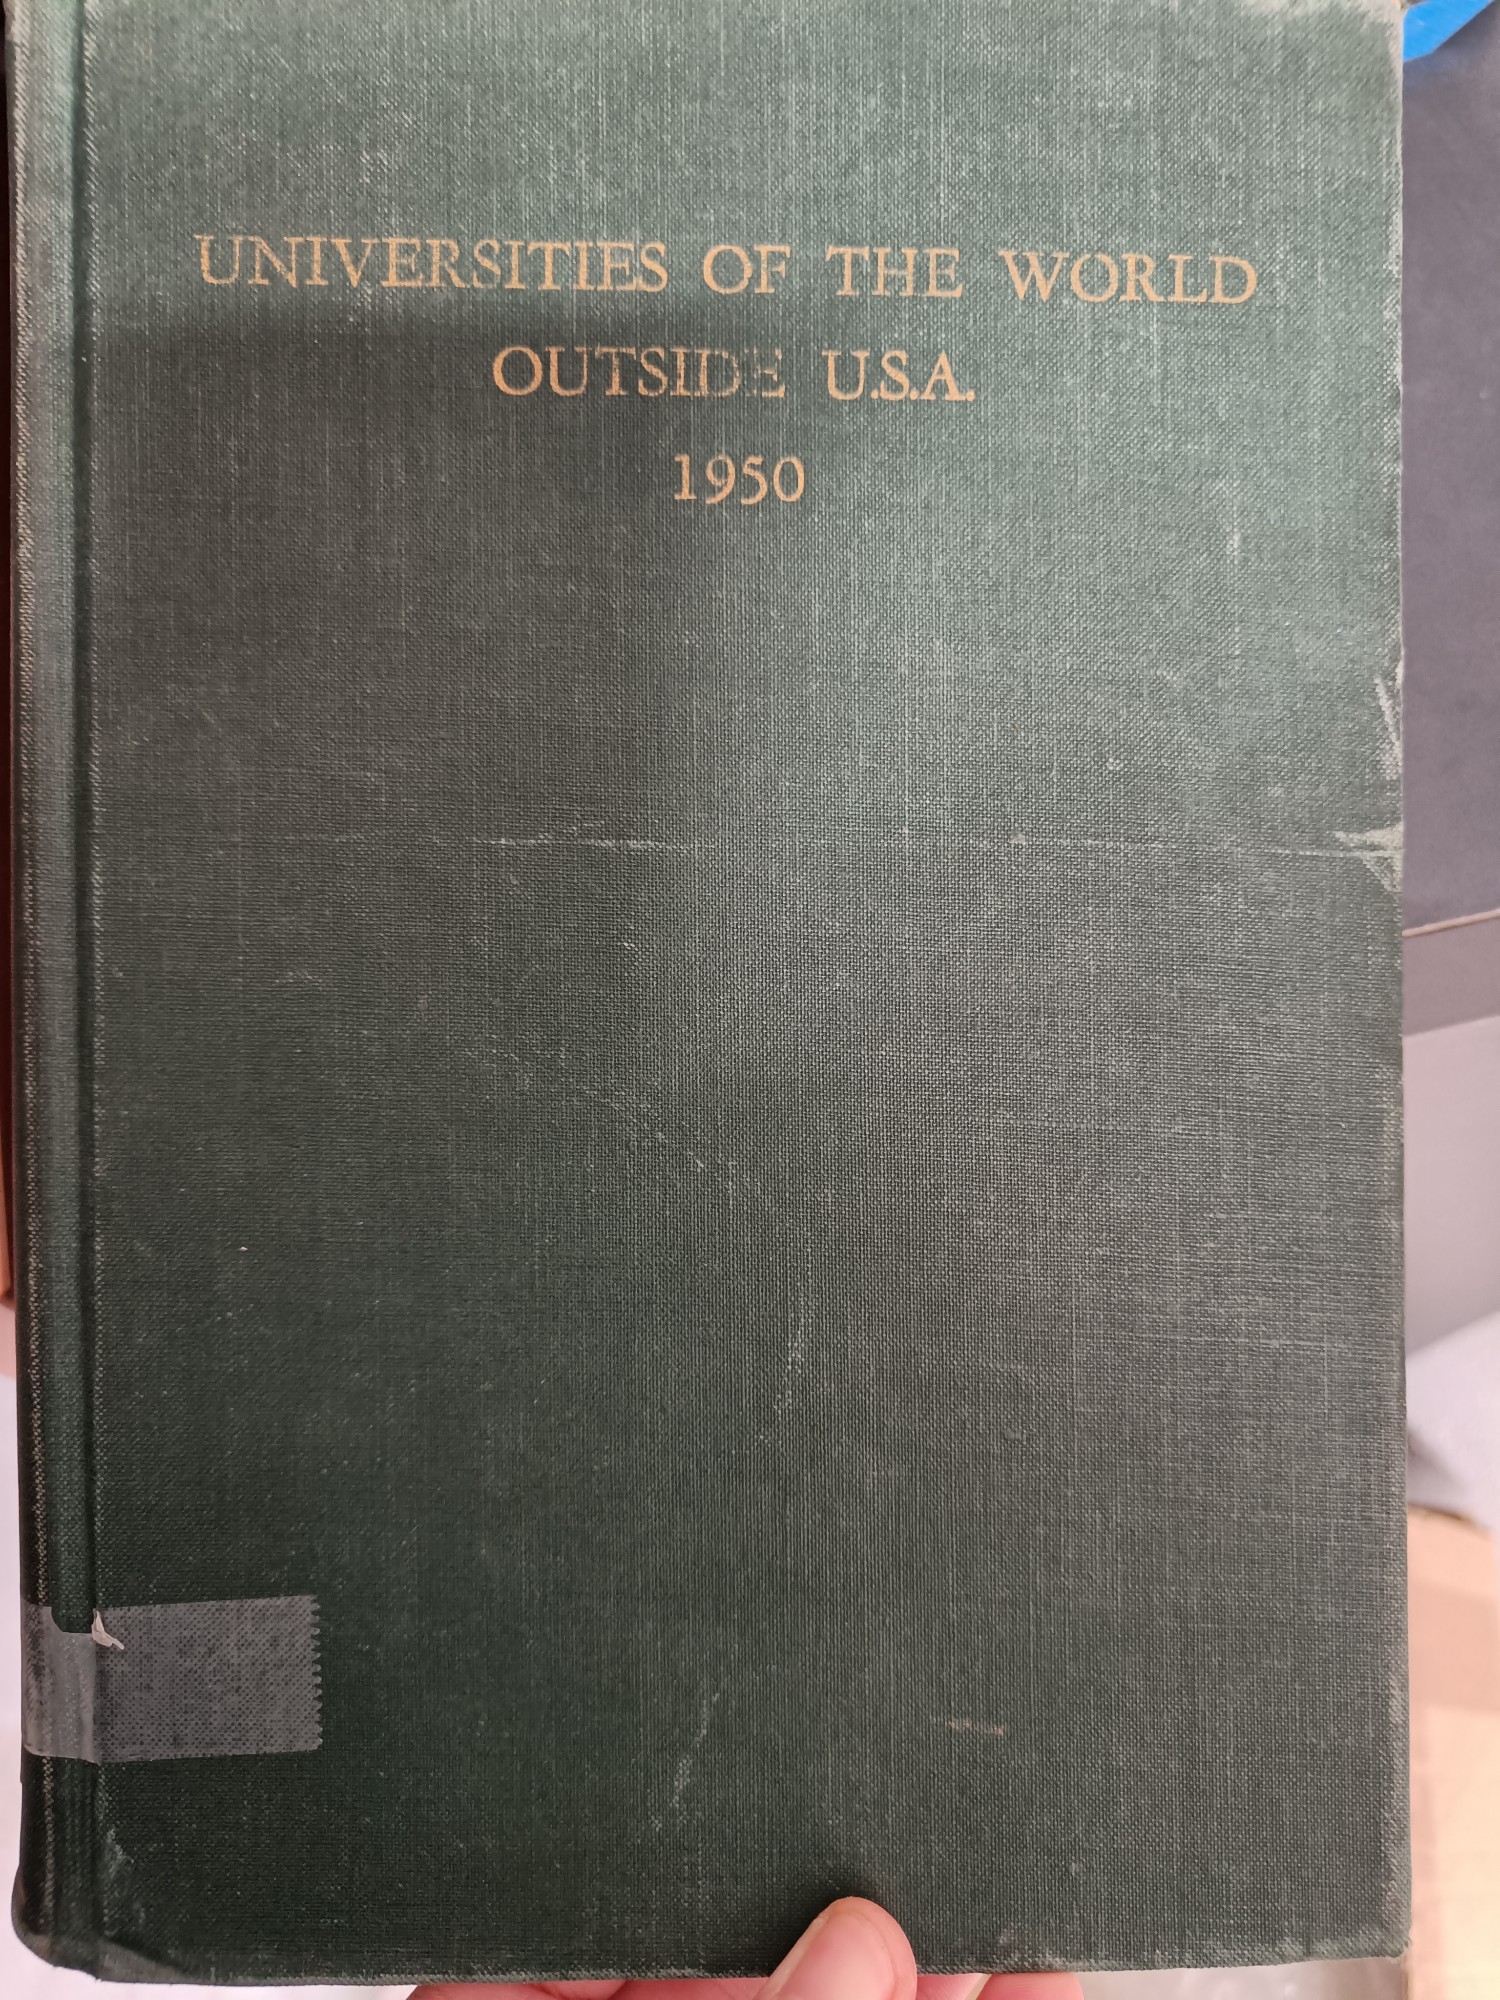 UNIVERSITIES OF THE WORLD
OUTSIDE U.S.A.
1950